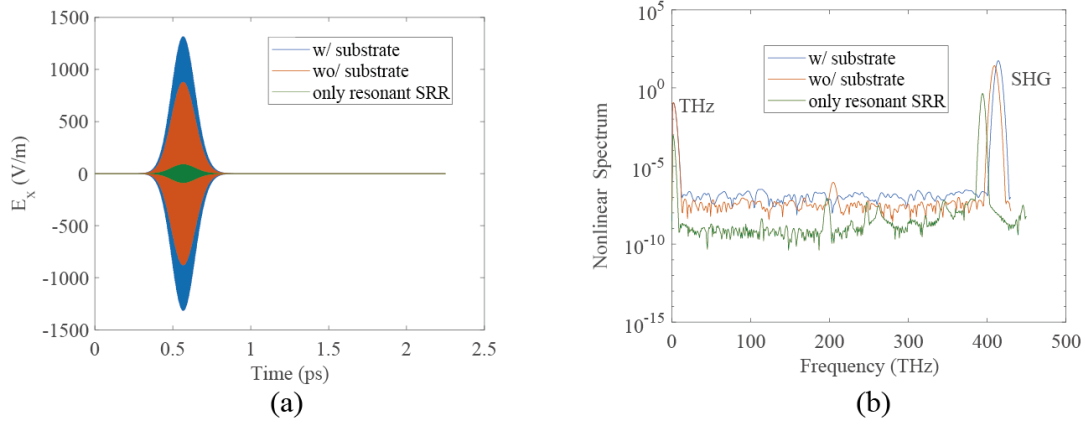 1500
1000
500
0
-500
-1000
-1500
E_x (V/m)
w/ substrate
wo/ substrate
only resonant SRR
0 0.5 1 1.5 2 2.5
Time (ps)
(a)
10^5
10^0
10^-5
10^-10
10^-15
Nonlinear Spectrum
w/ substrate
wo/ substrate
only resonant SRR
THz
SHG
0 100 200 300 400 500
Frequency (THz)
(b)